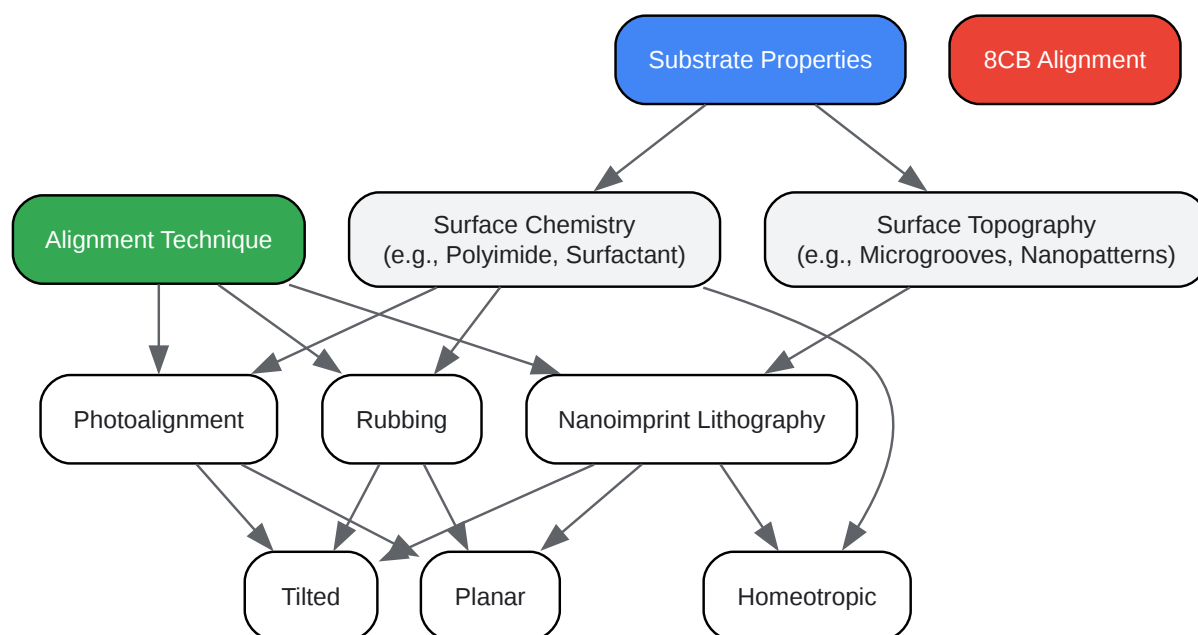 Substrate Properties
8CB Alignment
Alignment Technique
Surface Chemistry
(e.g., Polyimide, Surfactant)
Surface Topography
(e.g., Microgrooves, Nanopatterns)
Photoalignment
Rubbing
Nanoimprint Lithography
Tilted
Planar
Homeotropic